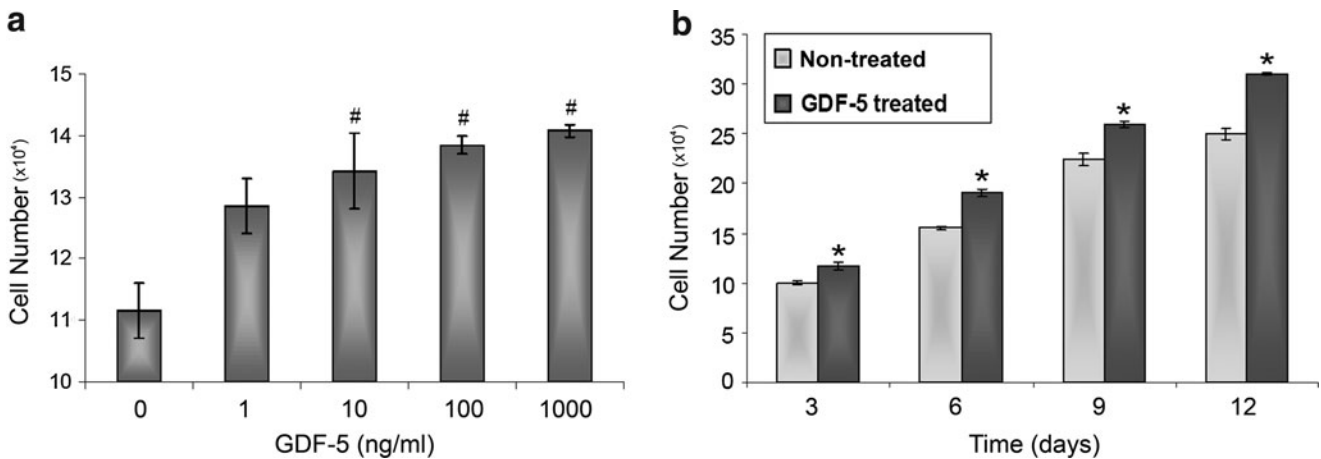 a
15
14
13
12
11
10
Cell Number (x10⁴)
# # #
0 1 10 100 1000
GDF-5 (ng/ml)
b
35
30
25
20
15
10
5
0
Cell Number (x10⁴)
Non-treated
GDF-5 treated
* * * *
3 6 9 12
Time (days)